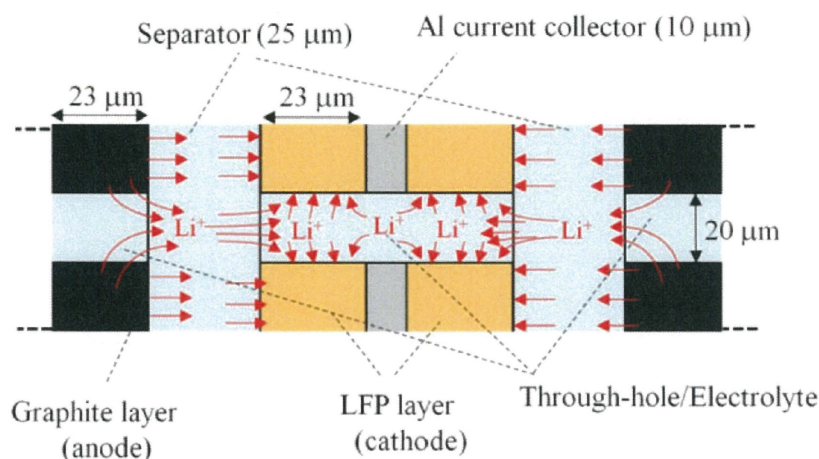 Separator (25 μm)
Al current collector (10 μm)
23 μm
23 μm
Li⁺
Li⁺
Li⁺
Li⁺
Li⁺
20 μm
Graphite layer
(anode)
LFP layer
(cathode)
Through-hole/Electrolyte